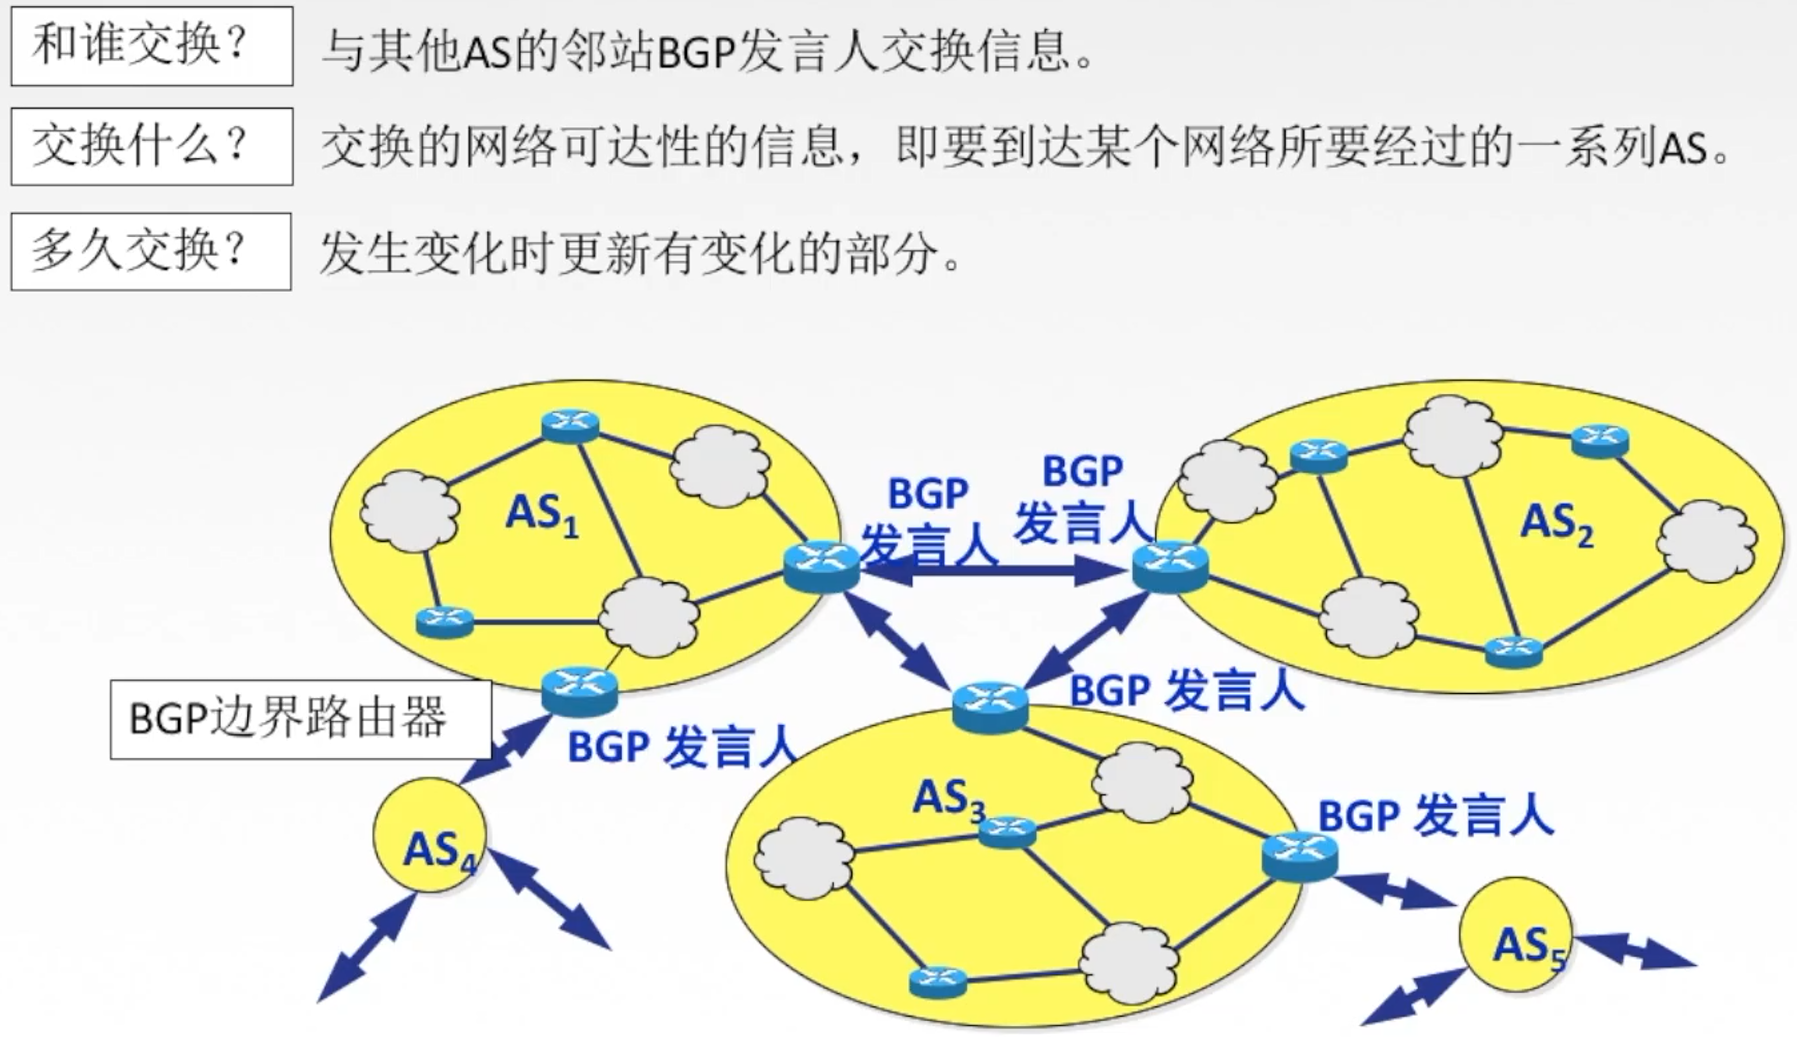 和谁交换？
与其他AS的邻站BGP发言人交换信息。
交换什么？
交换的网络可达性的信息，即要到达某个网络所要经过的一系列AS。
多久交换？
发生变化时更新有变化的部分。
AS1
BGP
发言人
BGP
发言人
AS2
BGP边界路由器
BGP 发言人
BGP 发言人
AS3
BGP 发言人
AS4
AS5